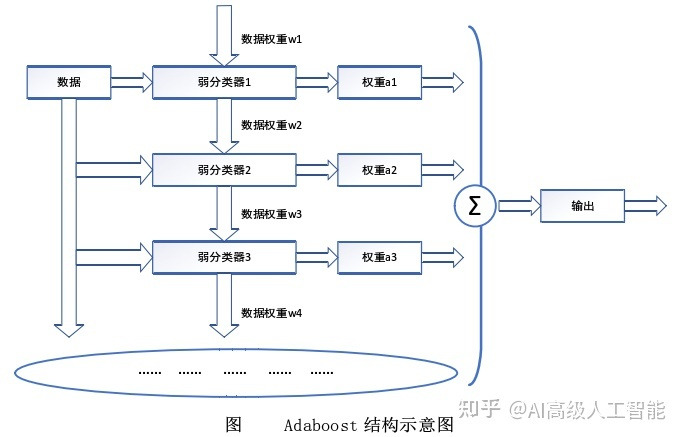 数据权重w1
数据
弱分类器1
权重a1
数据权重w2
弱分类器2
权重a2
Σ
输出
数据权重w3
弱分类器3
权重a3
数据权重w4
...... ...... ...... ...... ......
知乎 @AI高级人工智能
图 Adaboost 结构示意图